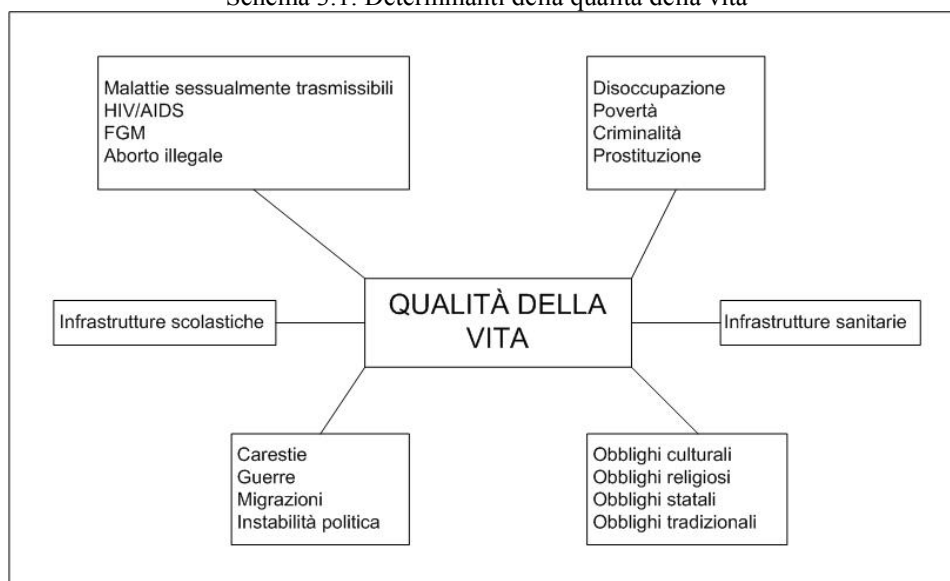 Schema 3.1: Determinanti della qualità della vita
Malattie sessualmente trasmissibili
HIV/AIDS
FGM
Aborto illegale
Disoccupazione
Povertà
Criminalità
Prostituzione
Infrastrutture scolastiche
QUALITÀ DELLA
VITA
Infrastrutture sanitarie
Carestie
Guerre
Migrazioni
Instabilità politica
Obblighi culturali
Obblighi religiosi
Obblighi statali
Obblighi tradizionali